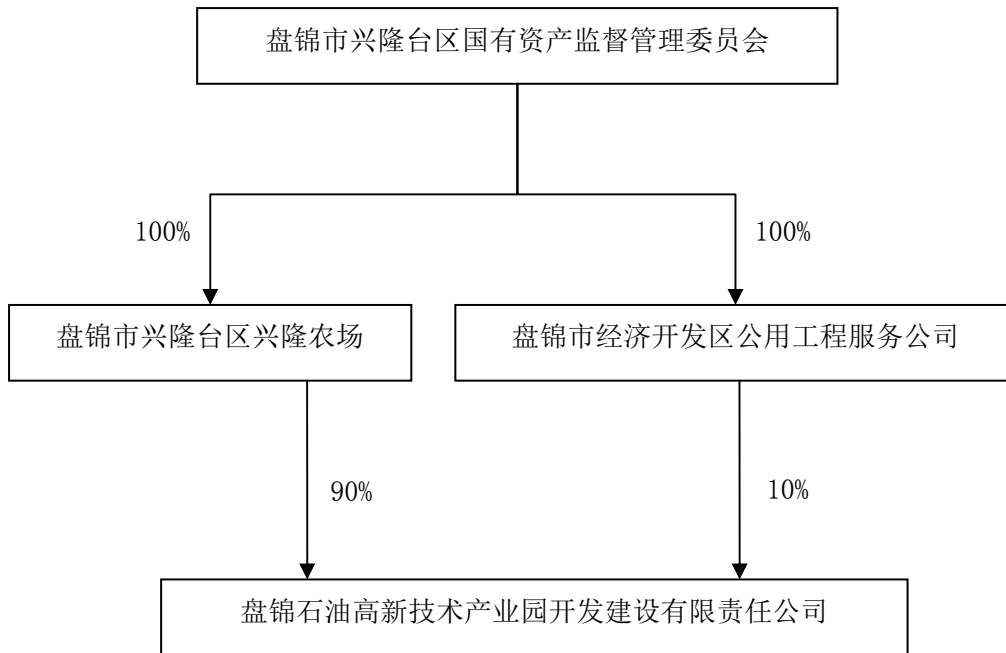 盘锦市兴隆台区国有资产监督管理委员会
100%
100%
盘锦市兴隆台区兴隆农场
盘锦市经济开发区公用工程服务公司
90%
10%
盘锦石油高新技术产业园开发建设有限责任公司